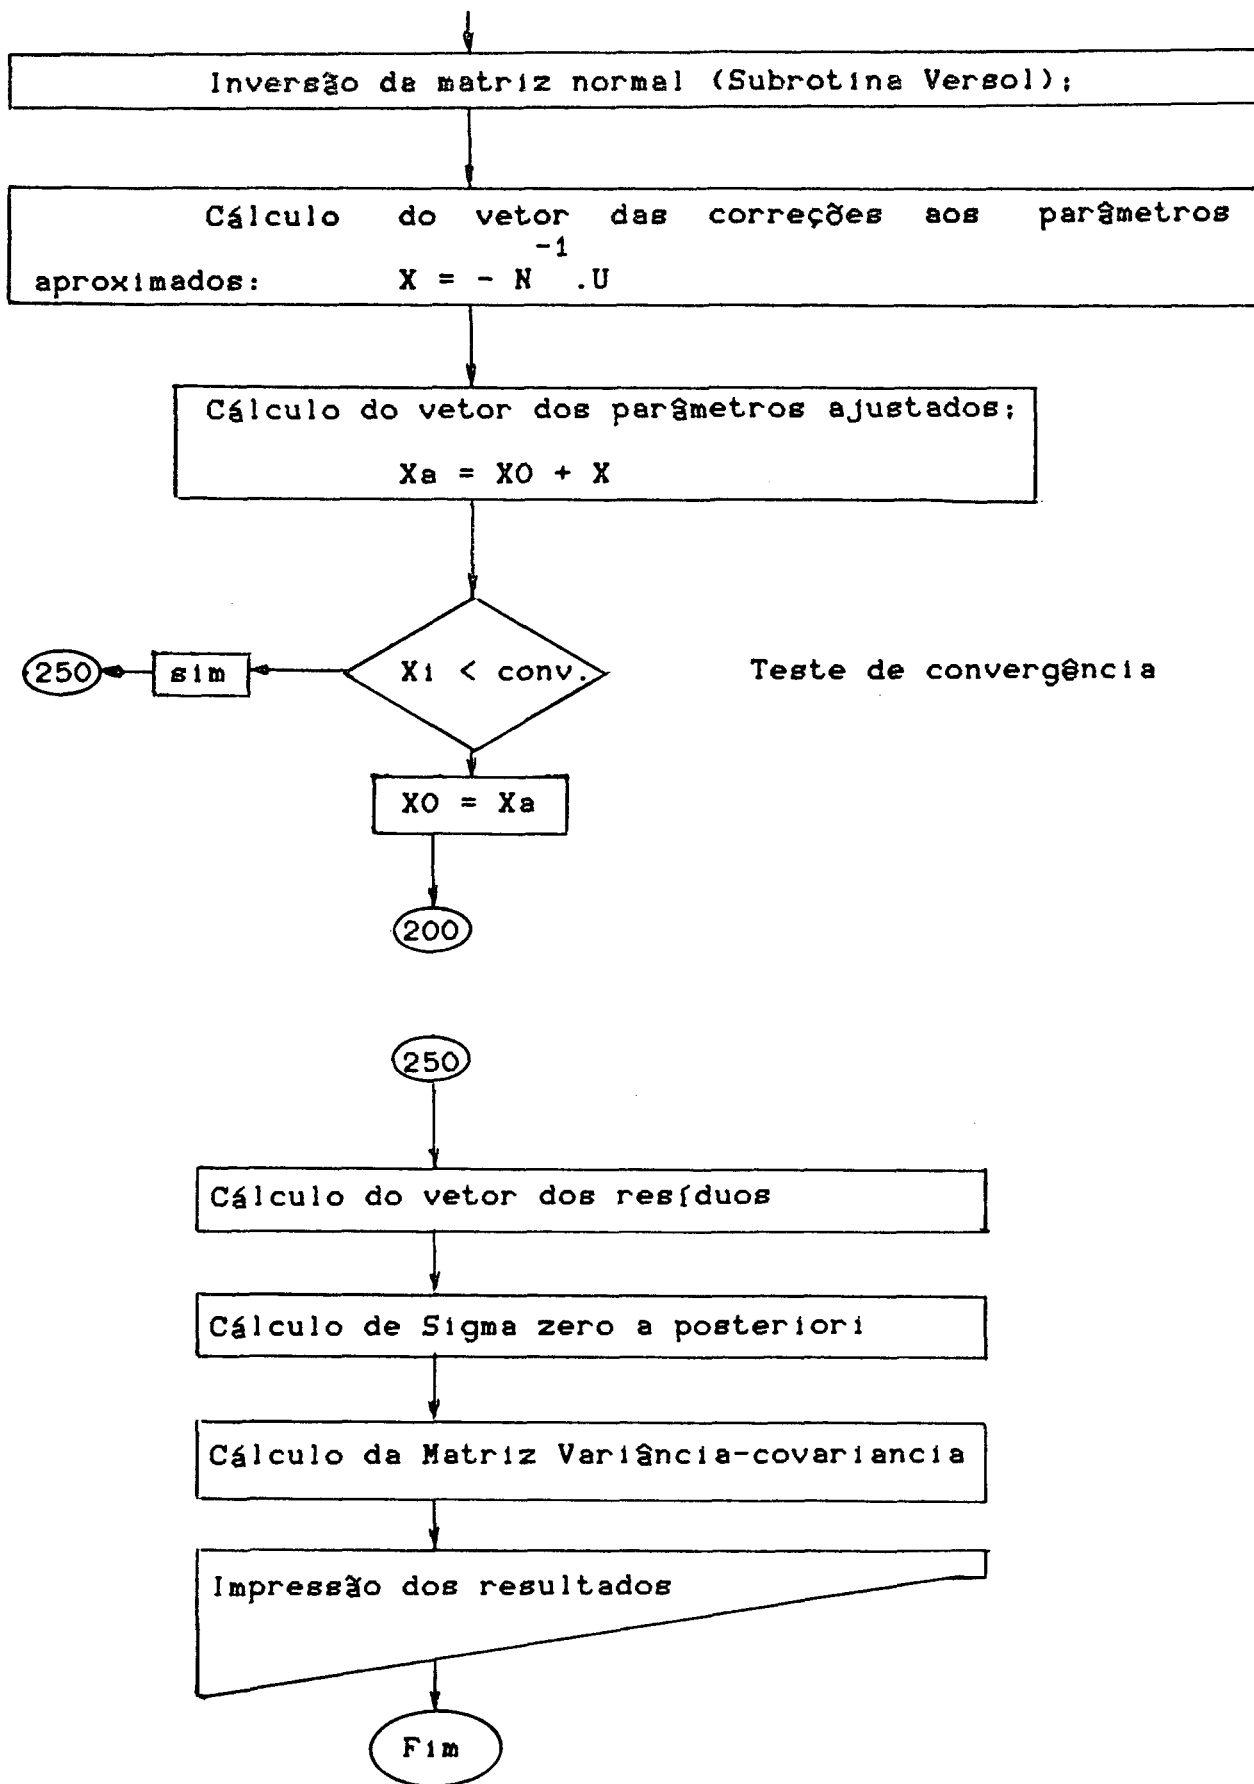 Inversão da matriz normal (Subrotina Versol);
Cálculo do vetor das correções aos parâmetros
-1
aproximados: X = - N .U
Cálculo do vetor dos parâmetros ajustados;
Xa = XO + X
250 sim Xi < conv. Teste de convergência
XO = Xa
200
250
Cálculo do vetor dos resíduos
Cálculo de Sigma zero a posteriori
Cálculo da Matriz Variância-covariancia
Impressão dos resultados
Fim